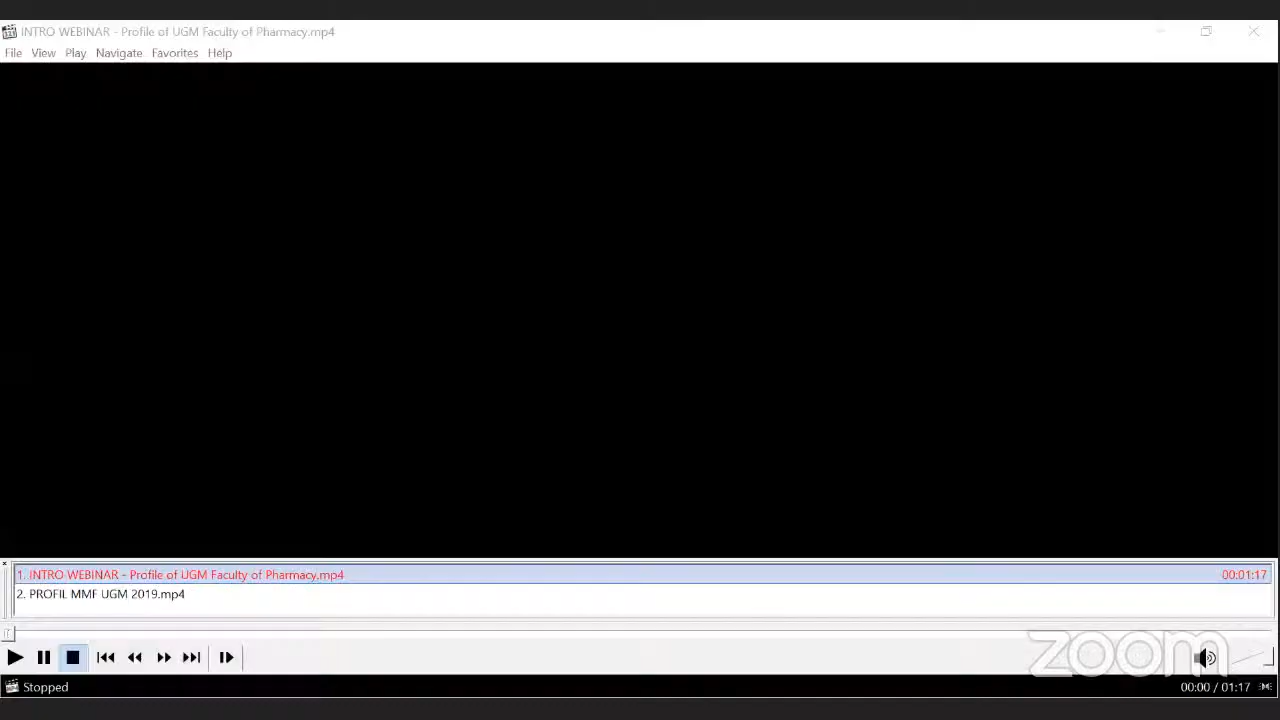 INTRO WEBINAR - Profile of UGM Faculty of Pharmacy.mp4
File View Play Navigate Favorites Help
1. INTRO WEBINAR - Profile of UGM Faculty of Pharmacy.mp4 00:01:17
2. PROFIL MMF UGM 2019.mp4
zoom
Stopped 00:00 / 01:17